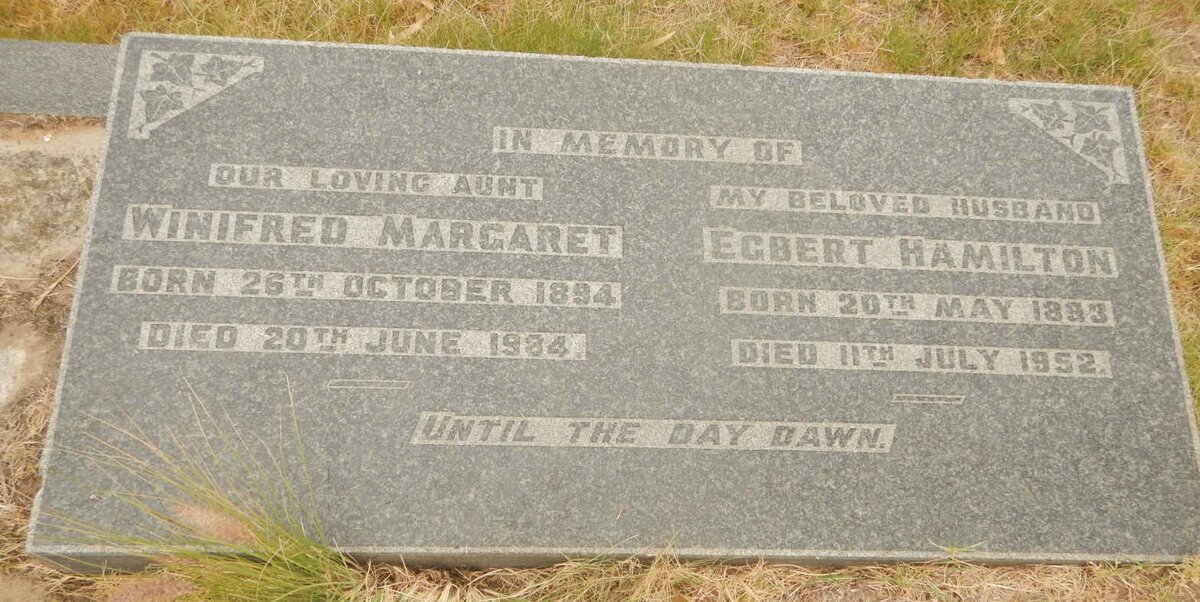 IN MEMORY OF
OUR LOVING AUNT
WINIFRED MARGARET
BORN 26TH OCTOBER 1894
DIED 20TH JUNE 1984
MY BELOVED HUSBAND
EGBERT HAMILTON
BORN 20TH MAY 1883
DIED 11TH JULY 1952.
UNTIL THE DAY DAWN.